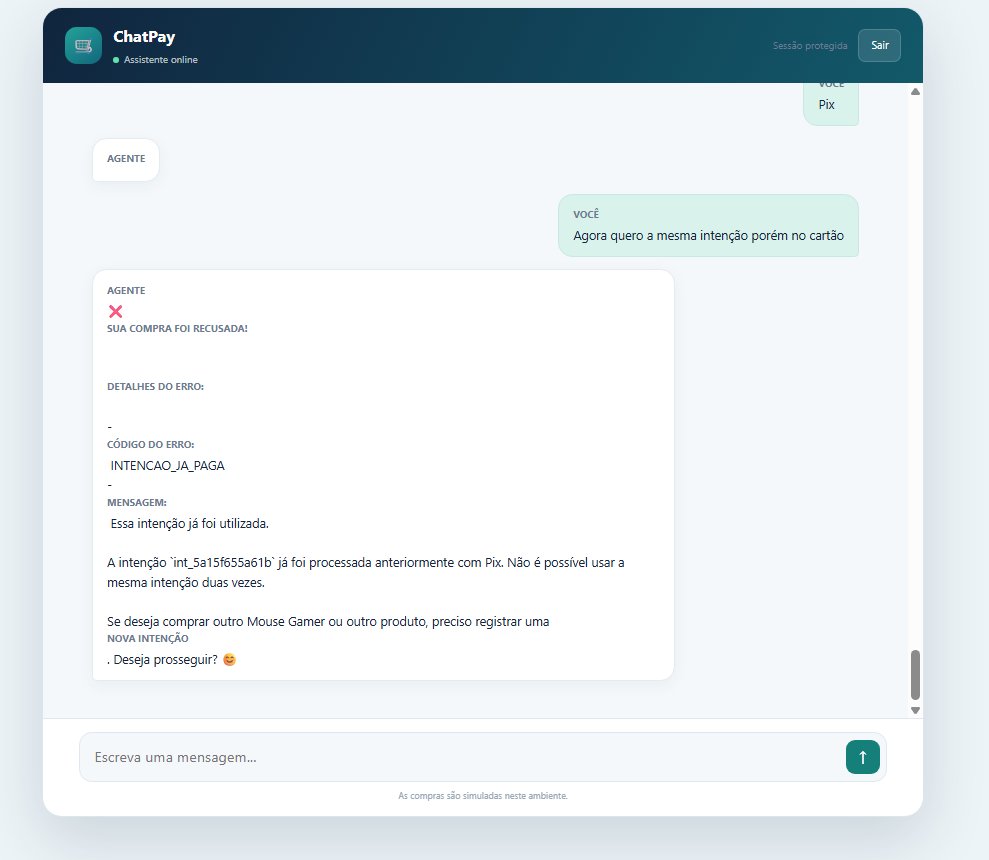 ChatPay
Assistente online
Sessão protegida
Sair
VOCÊ
Pix
AGENTE
VOCÊ
Agora quero a mesma intenção porém no cartão
AGENTE
SUA COMPRA FOI RECUSADA!
DETALHES DO ERRO:
-
CÓDIGO DO ERRO:
INTENCAO_JA_PAGA
-
MENSAGEM:
Essa intenção já foi utilizada.
A intenção `int_5a15f655a61b` já foi processada anteriormente com Pix. Não é possível usar a
mesma intenção duas vezes.
Se deseja comprar outro Mouse Gamer ou outro produto, preciso registrar uma
NOVA INTENÇÃO
. Deseja prosseguir? 😊
Escreva uma mensagem...
As compras são simuladas neste ambiente.